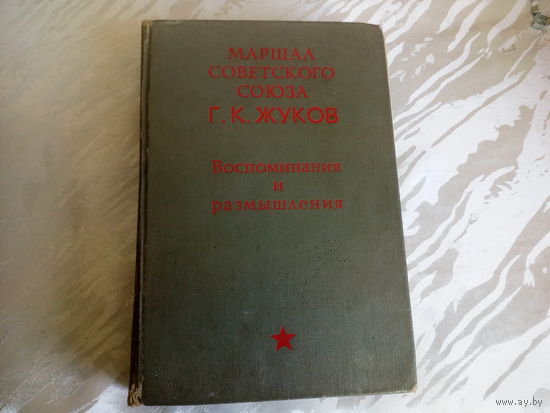 МАРШАЛ
СОВЕТСКОГО
СОЮЗА
Г. К. ЖУКОВ
Воспоминания
и
размышления
www.ay.by